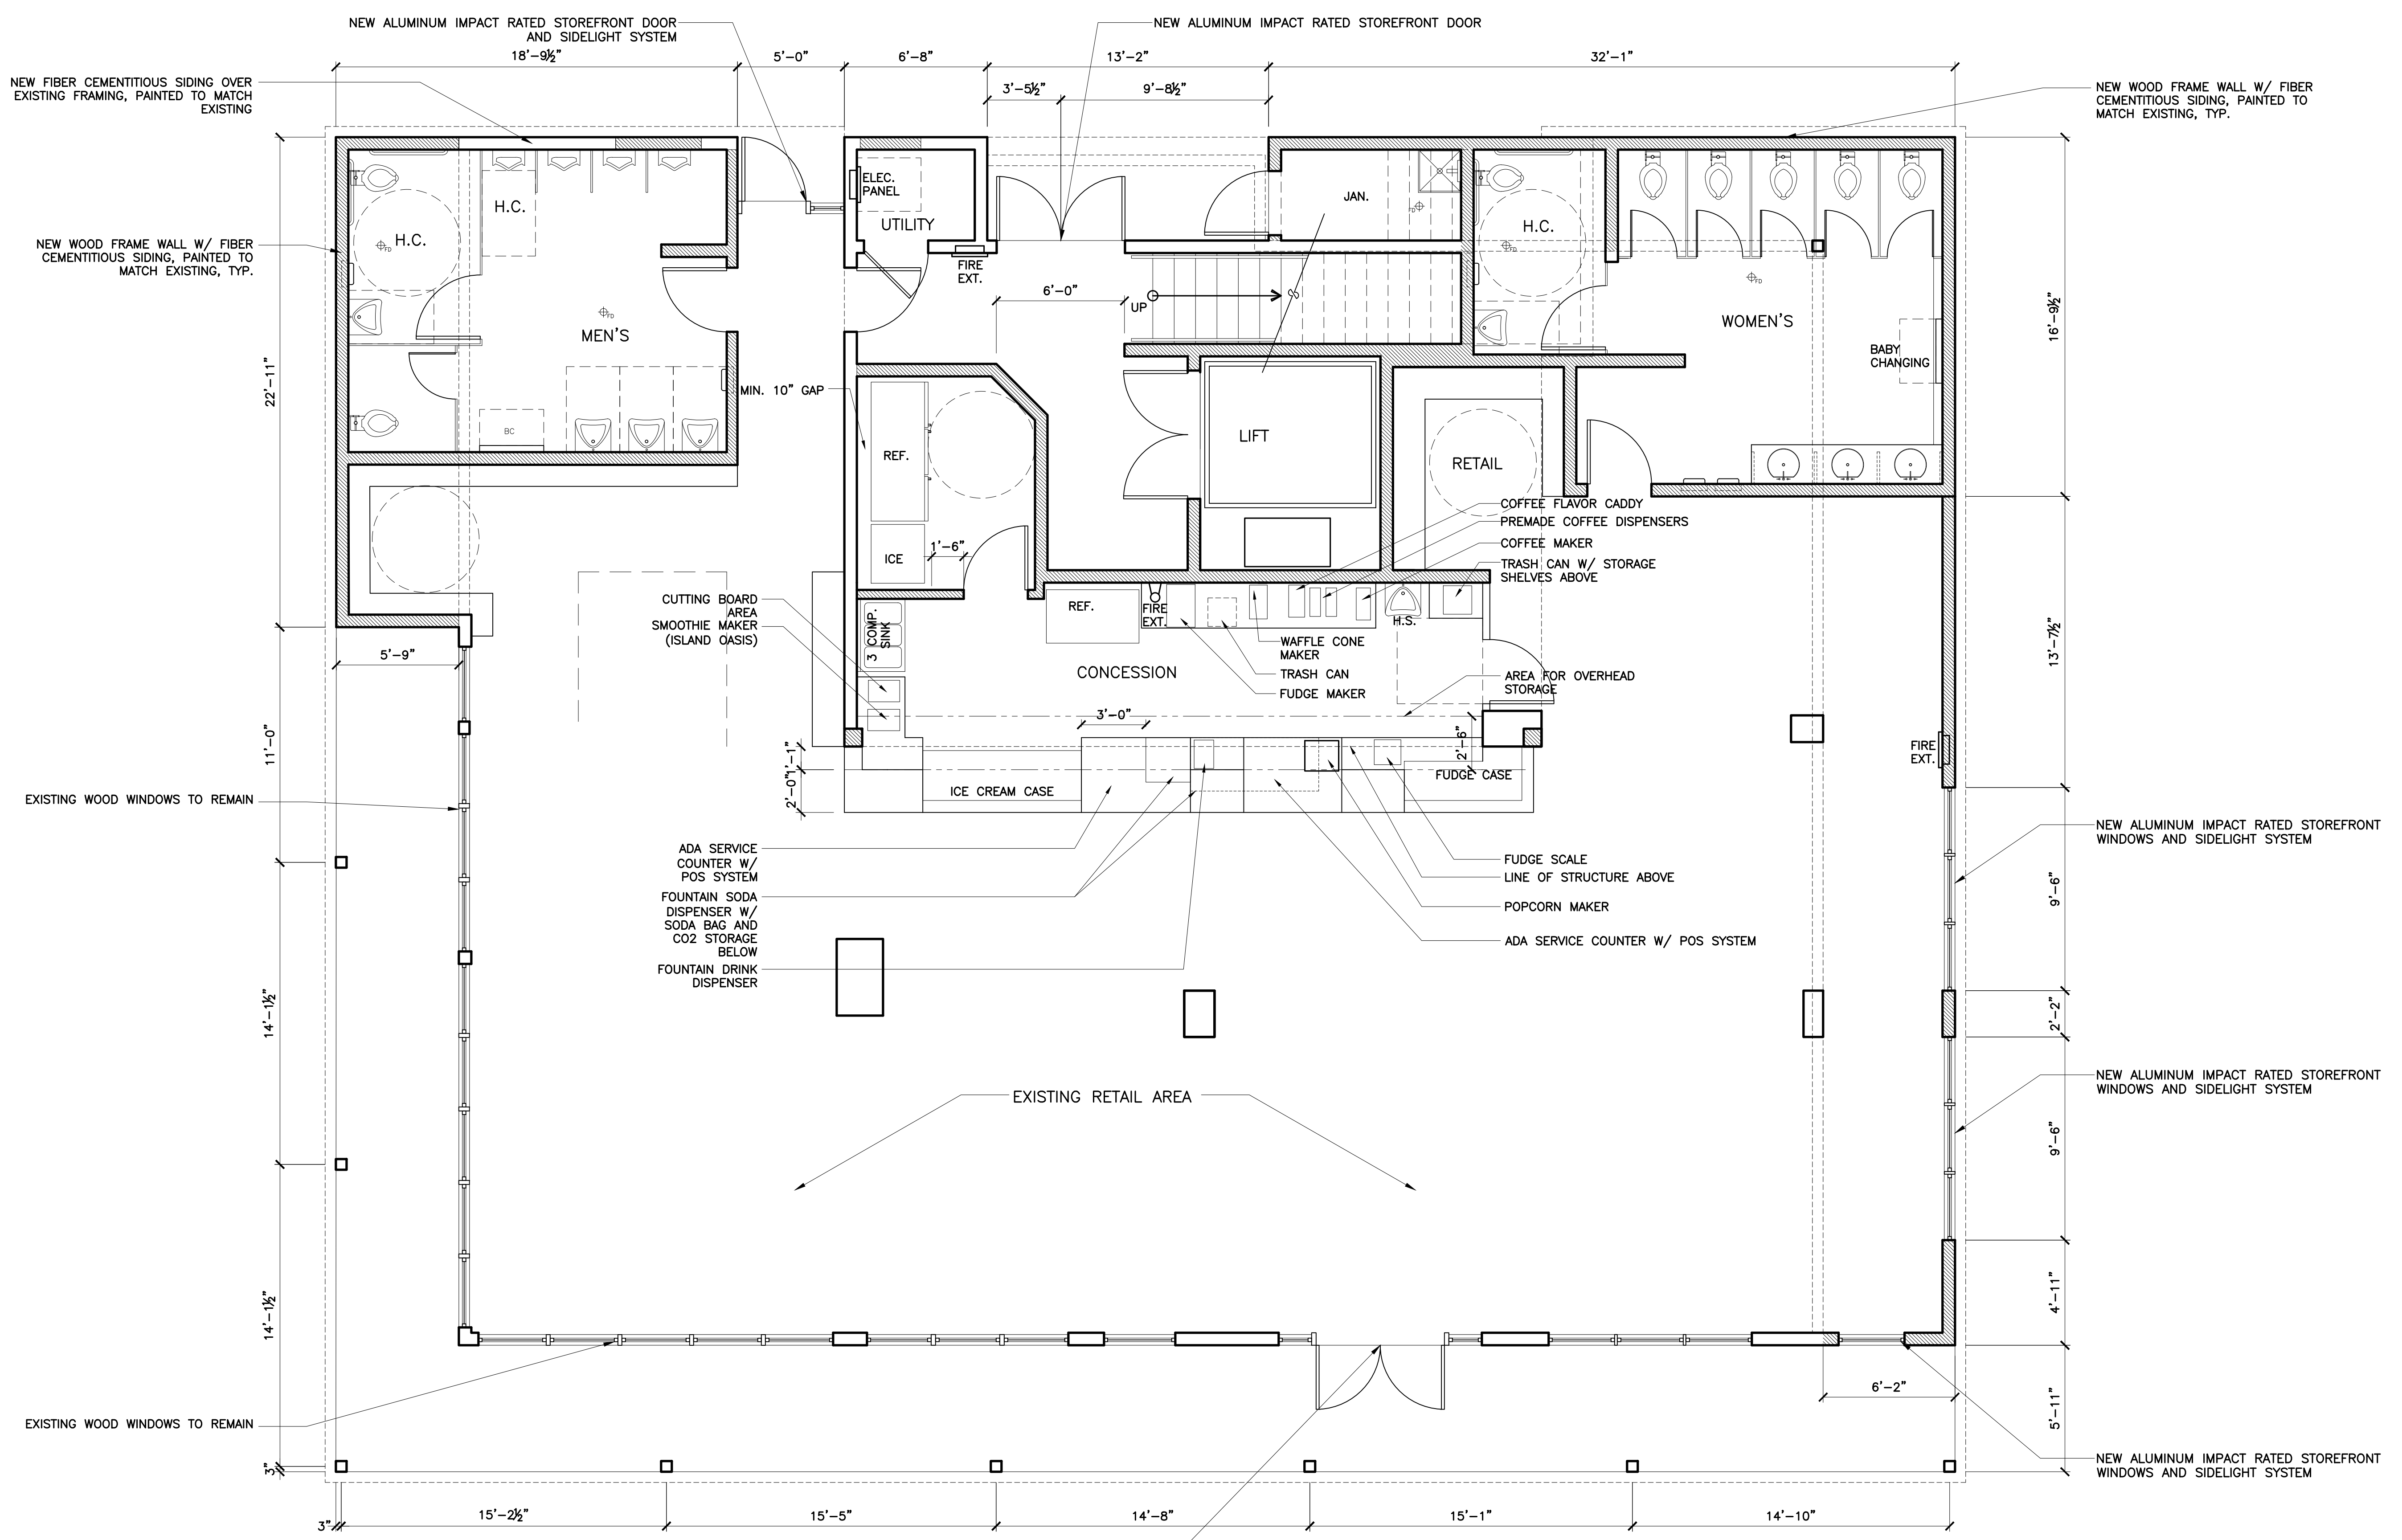 NEW ALUMINUM IMPACT RATED STOREFRONT DOOR
AND SIDELIGHT SYSTEM
NEW ALUMINUM IMPACT RATED STOREFRONT DOOR
18'-9½"
5'-0"
6'-8"
13'-2"
32'-1"
3'-5½"
9'-8½"
NEW FIBER CEMENTITIOUS SIDING OVER
EXISTING FRAMING, PAINTED TO MATCH
EXISTING
NEW WOOD FRAME WALL W/ FIBER
CEMENTITIOUS SIDING, PAINTED TO
MATCH EXISTING, TYP.
NEW WOOD FRAME WALL W/ FIBER
CEMENTITIOUS SIDING, PAINTED TO
MATCH EXISTING, TYP.
H.C.
H.C.
FD
FD
MEN'S
BC
ELEC.
PANEL
UTILITY
FIRE
EXT.
6'-0"
UP
JAN.
FD
H.C.
FD
FD
WOMEN'S
BABY
CHANGING
22'-11"
16'-9½"
MIN. 10" GAP
REF.
ICE
1'-6"
LIFT
RETAIL
COFFEE FLAVOR CADDY
PREMADE COFFEE DISPENSERS
COFFEE MAKER
TRASH CAN W/ STORAGE
SHELVES ABOVE
CUTTING BOARD
AREA
SMOOTHIE MAKER
(ISLAND OASIS)
3 COMP.
SINK
REF.
FIRE
EXT.
H.S.
WAFFLE CONE
MAKER
TRASH CAN
FUDGE MAKER
CONCESSION
AREA FOR OVERHEAD
STORAGE
5'-9"
13'-7½"
3'-0"
2'-6"
1'-1"
2'-0"
11'-0"
FIRE
EXT.
ICE CREAM CASE
FUDGE CASE
EXISTING WOOD WINDOWS TO REMAIN
NEW ALUMINUM IMPACT RATED STOREFRONT
WINDOWS AND SIDELIGHT SYSTEM
ADA SERVICE
COUNTER W/
POS SYSTEM
FOUNTAIN SODA
DISPENSER W/
SODA BAG AND
CO2 STORAGE
BELOW
FOUNTAIN DRINK
DISPENSER
FUDGE SCALE
LINE OF STRUCTURE ABOVE
POPCORN MAKER
ADA SERVICE COUNTER W/ POS SYSTEM
9'-6"
14'-1½"
2'-2"
EXISTING RETAIL AREA
NEW ALUMINUM IMPACT RATED STOREFRONT
WINDOWS AND SIDELIGHT SYSTEM
9'-6"
14'-1½"
4'-11"
6'-2"
5'-11"
EXISTING WOOD WINDOWS TO REMAIN
NEW ALUMINUM IMPACT RATED STOREFRONT
WINDOWS AND SIDELIGHT SYSTEM
3"
3"
15'-2½"
15'-5"
14'-8"
15'-1"
14'-10"